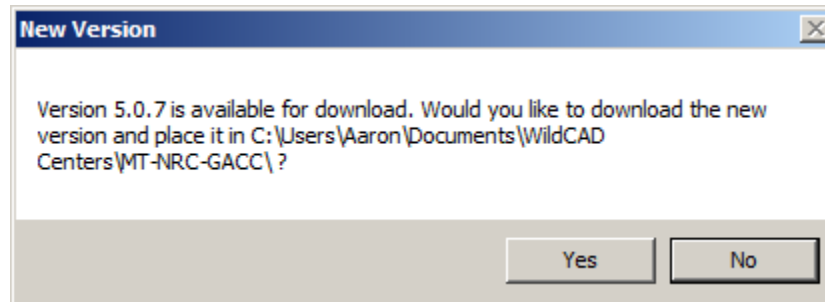 New Version
Version 5.0.7 is available for download. Would you like to download the new
version and place it in C:\Users\Aaron\Documents\WildCAD
Centers\MT-NRC-GACC\ ?
Yes
No